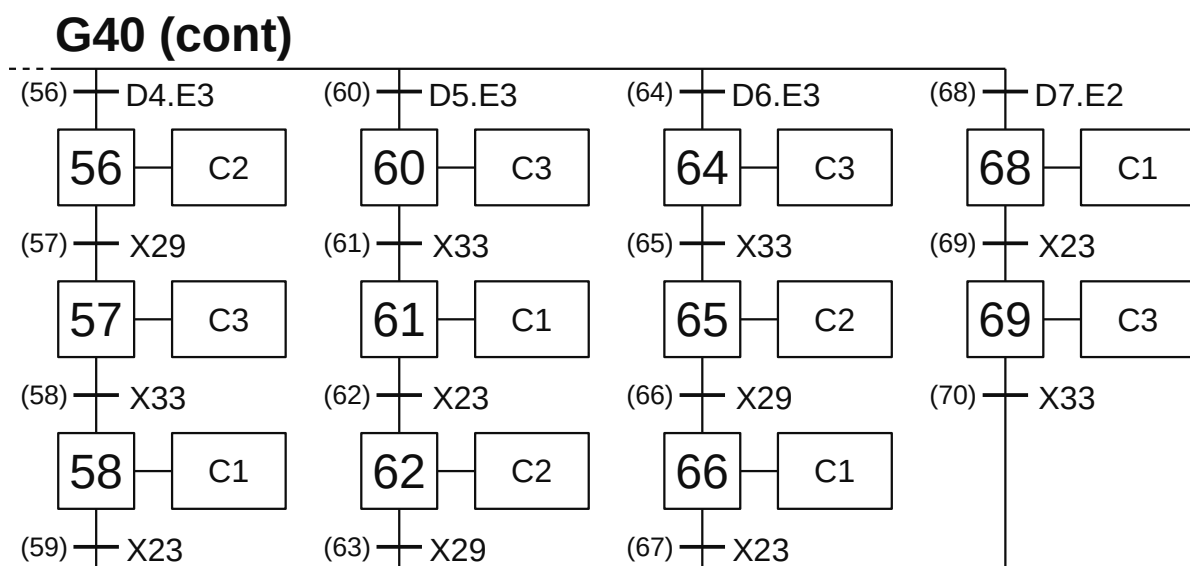 G40 (cont)
(56) D4.E3 (60) D5.E3 (64) D6.E3 (68) D7.E2
56 C2 60 C3 64 C3 68 C1
(57) X29 (61) X33 (65) X33 (69) X23
57 C3 61 C1 65 C2 69 C3
(58) X33 (62) X23 (66) X29 (70) X33
58 C1 62 C2 66 C1
(59) X23 (63) X29 (67) X23